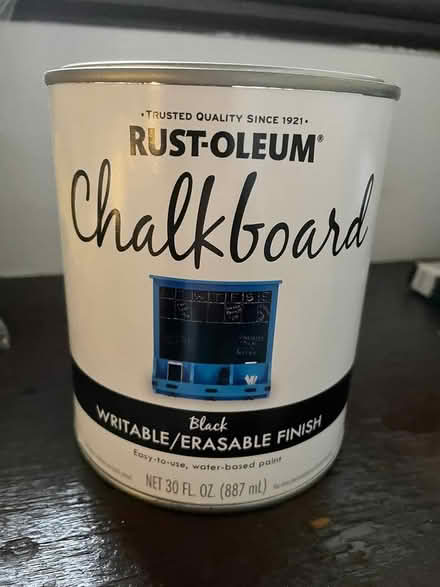 •TRUSTED QUALITY SINCE 1921•
RUST-OLEUM®
Chalkboard
Black
WRITABLE/ERASABLE FINISH
Easy-to-use, water-based paint
NET 30 FL. OZ. (887 mL)